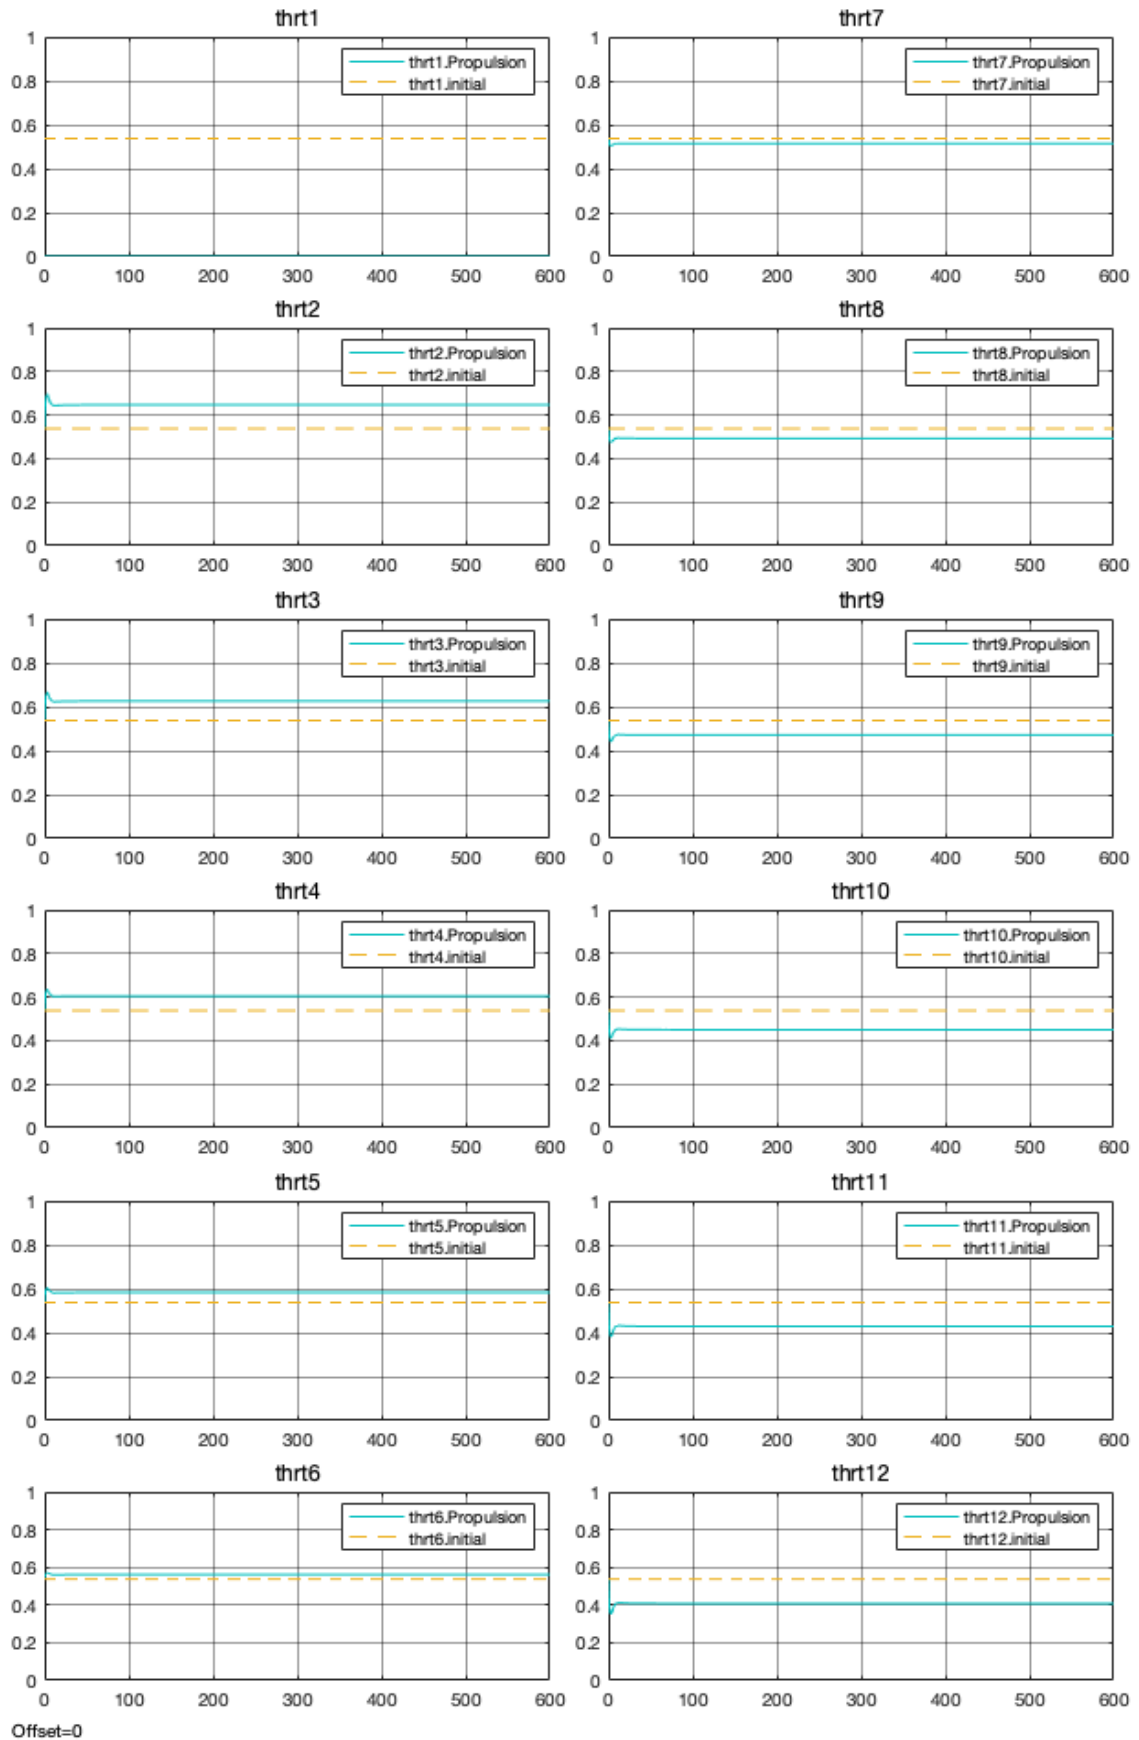 thrt1
thrt1.Propulsion
thrt1.initial
1
0.8
0.6
0.4
0.2
0
0 100 200 300 400 500 600
thrt7
thrt7.Propulsion
thrt7.initial
1
0.8
0.6
0.4
0.2
0
0 100 200 300 400 500 600
thrt2
thrt2.Propulsion
thrt2.initial
1
0.8
0.6
0.4
0.2
0
0 100 200 300 400 500 600
thrt8
thrt8.Propulsion
thrt8.initial
1
0.8
0.6
0.4
0.2
0
0 100 200 300 400 500 600
thrt3
thrt3.Propulsion
thrt3.initial
1
0.8
0.6
0.4
0.2
0
0 100 200 300 400 500 600
thrt9
thrt9.Propulsion
thrt9.initial
1
0.8
0.6
0.4
0.2
0
0 100 200 300 400 500 600
thrt4
thrt4.Propulsion
thrt4.initial
1
0.8
0.6
0.4
0.2
0
0 100 200 300 400 500 600
thrt10
thrt10.Propulsion
thrt10.initial
1
0.8
0.6
0.4
0.2
0
0 100 200 300 400 500 600
thrt5
thrt5.Propulsion
thrt5.initial
1
0.8
0.6
0.4
0.2
0
0 100 200 300 400 500 600
thrt11
thrt11.Propulsion
thrt11.initial
1
0.8
0.6
0.4
0.2
0
0 100 200 300 400 500 600
thrt6
thrt6.Propulsion
thrt6.initial
1
0.8
0.6
0.4
0.2
0
0 100 200 300 400 500 600
thrt12
thrt12.Propulsion
thrt12.initial
1
0.8
0.6
0.4
0.2
0
0 100 200 300 400 500 600
Offset=0